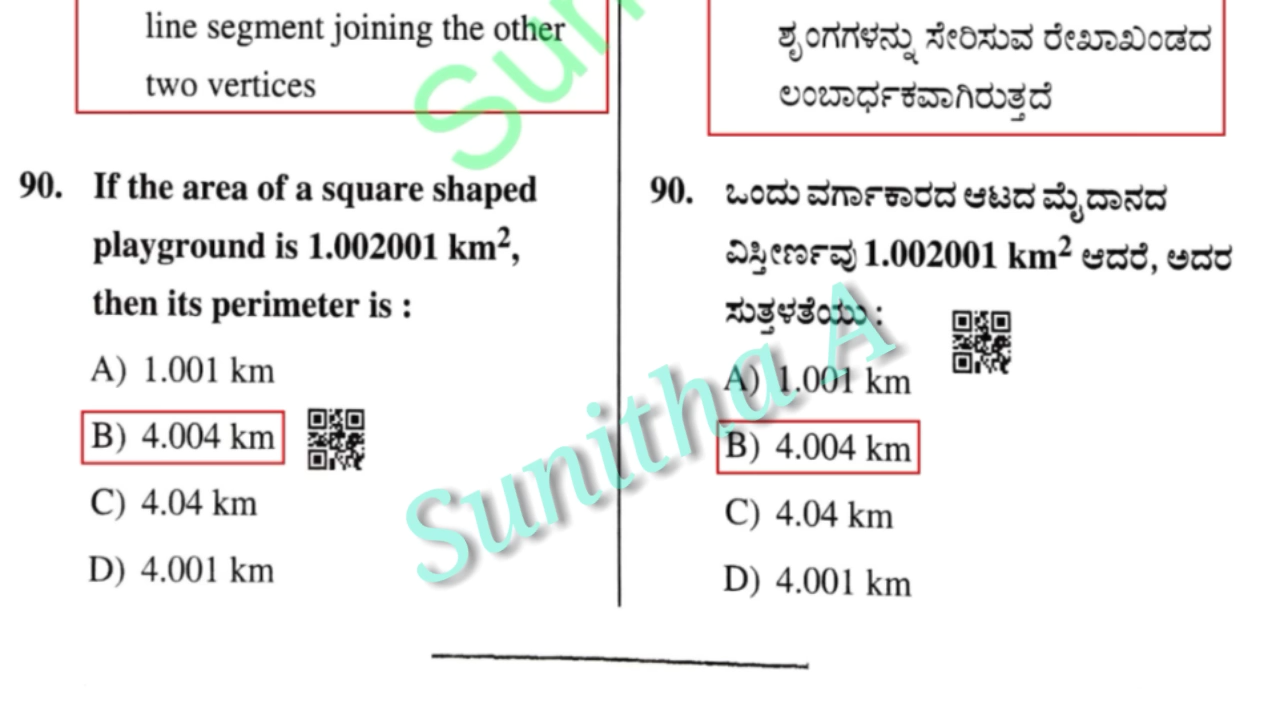 line segment joining the other
two vertices
90. If the area of a square shaped
playground is 1.002001 km²,
then its perimeter is :
A) 1.001 km
B) 4.004 km
C) 4.04 km
D) 4.001 km
ಶೃಂಗಗಳನ್ನು ಸೇರಿಸುವ ರೇಖಾಖಂಡದ
ಲಂಬಾರ್ಧಕವಾಗಿರುತ್ತದೆ
90. ಒಂದು ವರ್ಗಾಕಾರದ ಆಟದ ಮೈದಾನದ
ವಿಸ್ತೀರ್ಣವು 1.002001 km² ಆದರೆ, ಅದರ
ಸುತ್ತಳತೆಯು :
A) 1.001 km
B) 4.004 km
C) 4.04 km
D) 4.001 km
Sunitha A